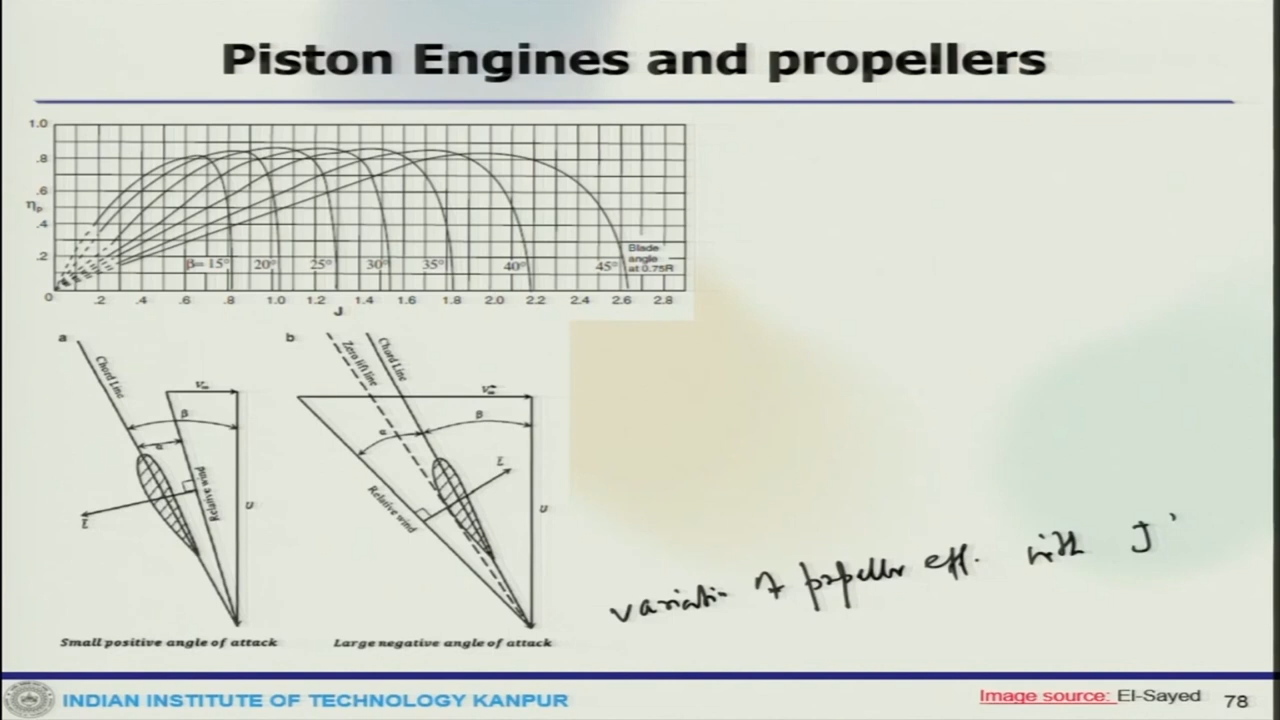 Piston Engines and propellers
1.0
.8
.6
ηp
.4
.2
0
β= 15° 20° 25° 30° 35° 40° 45°
Blade
angle
at 0.75R
.2 .4 .6 .8 1.0 1.2 1.4 1.6 1.8 2.0 2.2 2.4 2.6 2.8
J
a
Chord Line
β
α
Relative wind
U
L
Small positive angle of attack
b
Zero lift line
Chord Line
V∞
β
α
L
Relative wind
U
Large negative angle of attack
variation of propeller eff. with J
INDIAN INSTITUTE OF TECHNOLOGY KANPUR
Image source: El-Sayed
78